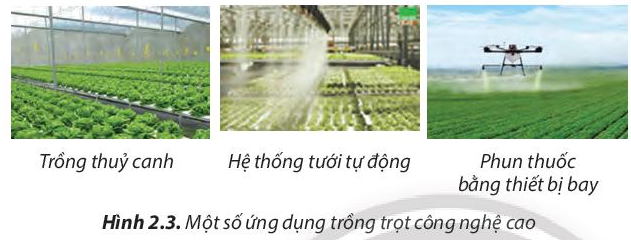 Trồng thuỷ canh
Hệ thống tưới tự động
Phun thuốc
bằng thiết bị bay
Hình 2.3. Một số ứng dụng trồng trọt công nghệ cao